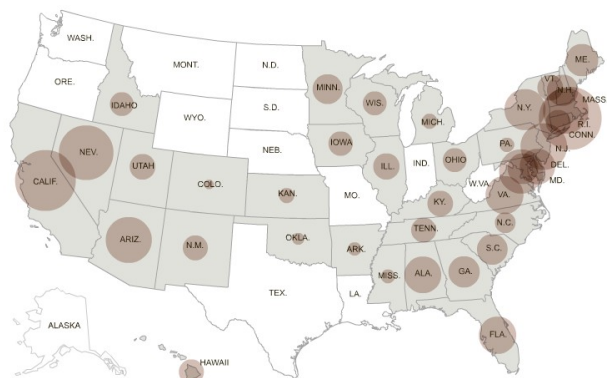 WASH.
ORE.
IDAHO
MONT.
WYO.
N.D.
S.D.
NEB.
MINN.
IOWA
WIS.
MICH.
ILL.
IND.
OHIO
PA.
N.Y.
VT.
N.H.
ME.
MASS.
R.I.
CONN.
N.J.
DEL.
MD.
W.VA.
VA.
KY.
N.C.
TENN.
S.C.
GA.
ALA.
MISS.
FLA.
LA.
ARK.
MO.
KAN.
OKLA.
TEX.
COLO.
N.M.
UTAH
ARIZ.
NEV.
CALIF.
ALASKA
HAWAII